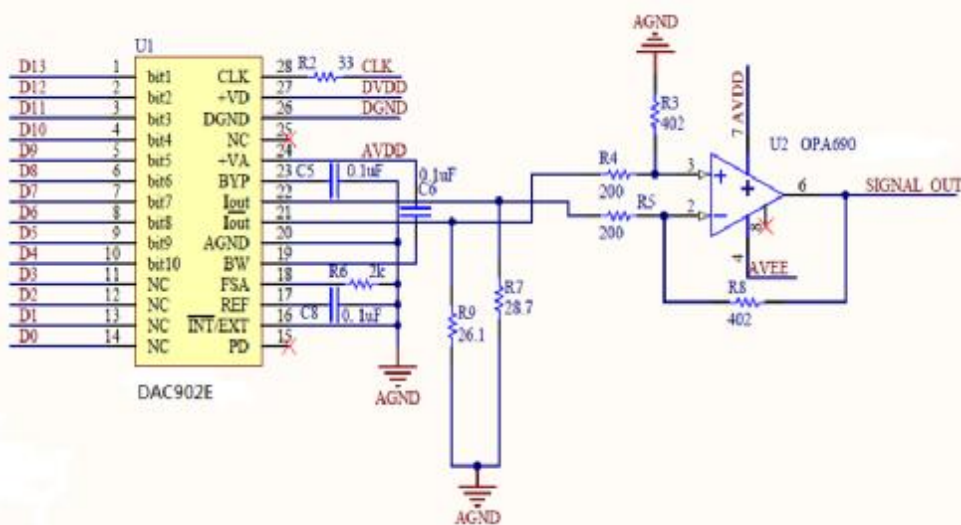 U1
DAC902E
D13 1 bit1 CLK 28 R2 33 CLK
D12 2 bit2 +VD 27 DVDD
D11 3 bit3 DGND 26 DGND
D10 4 bit4 NC 25
D9 5 bit5 +VA 24 AVDD
D8 6 bit6 BYP 23 C5 0.1uF
D7 7 bit7 Iout 22
D6 8 bit8 Iout 21
D5 9 bit9 AGND 20
D4 10 bit10 BW 19
D3 11 NC FSA 18 R6 2k
D2 12 NC REF 17 C8 0.1uF
D1 13 NC INT/EXT 16
D0 14 NC PD 15
0.1uF
C6
AGND
R9
26.1
R7
28.7
AGND
AGND
R3
402
R4
200
R5
200
3
2
+
−
+
7 AVDD
U2 OPA690
6 SIGNAL OUT
8
4
AVEE
R8
402